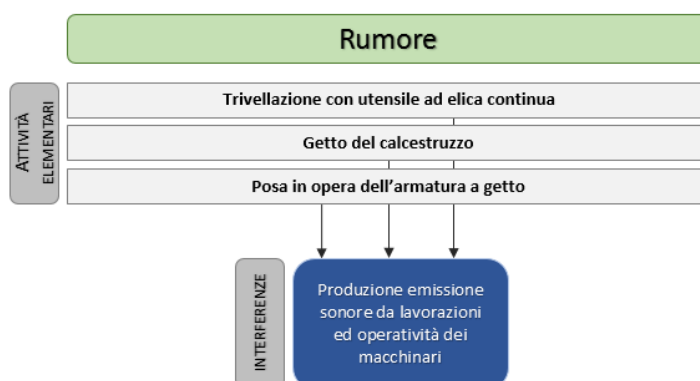 Rumore
ATTIVITÀ
ELEMENTARI
Trivellazione con utensile ad elica continua
Getto del calcestruzzo
Posa in opera dell'armatura a getto
INTERFERENZE
Produzione emissione
sonore da lavorazioni
ed operatività dei
macchinari